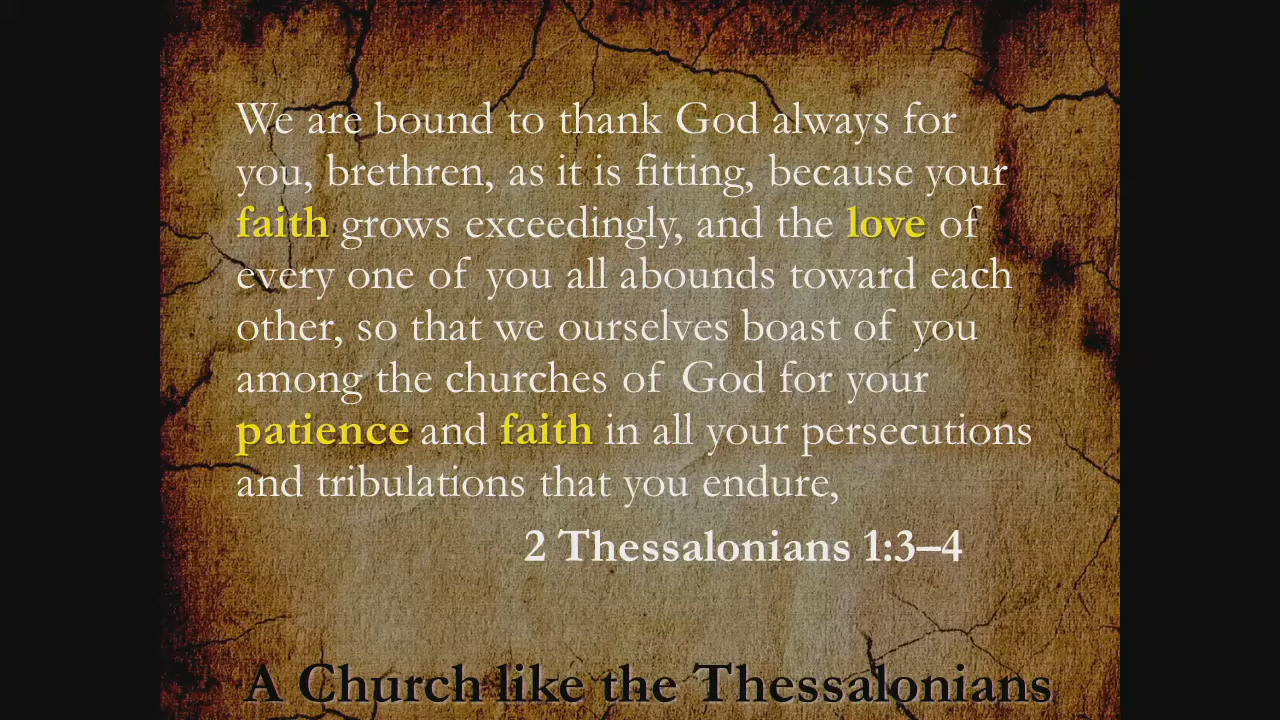 We are bound to thank God always for
you, brethren, as it is fitting, because your
faith grows exceedingly, and the love of
every one of you all abounds toward each
other, so that we ourselves boast of you
among the churches of God for your
patience and faith in all your persecutions
and tribulations that you endure,
2 Thessalonians 1:3–4
A Church like the Thessalonians